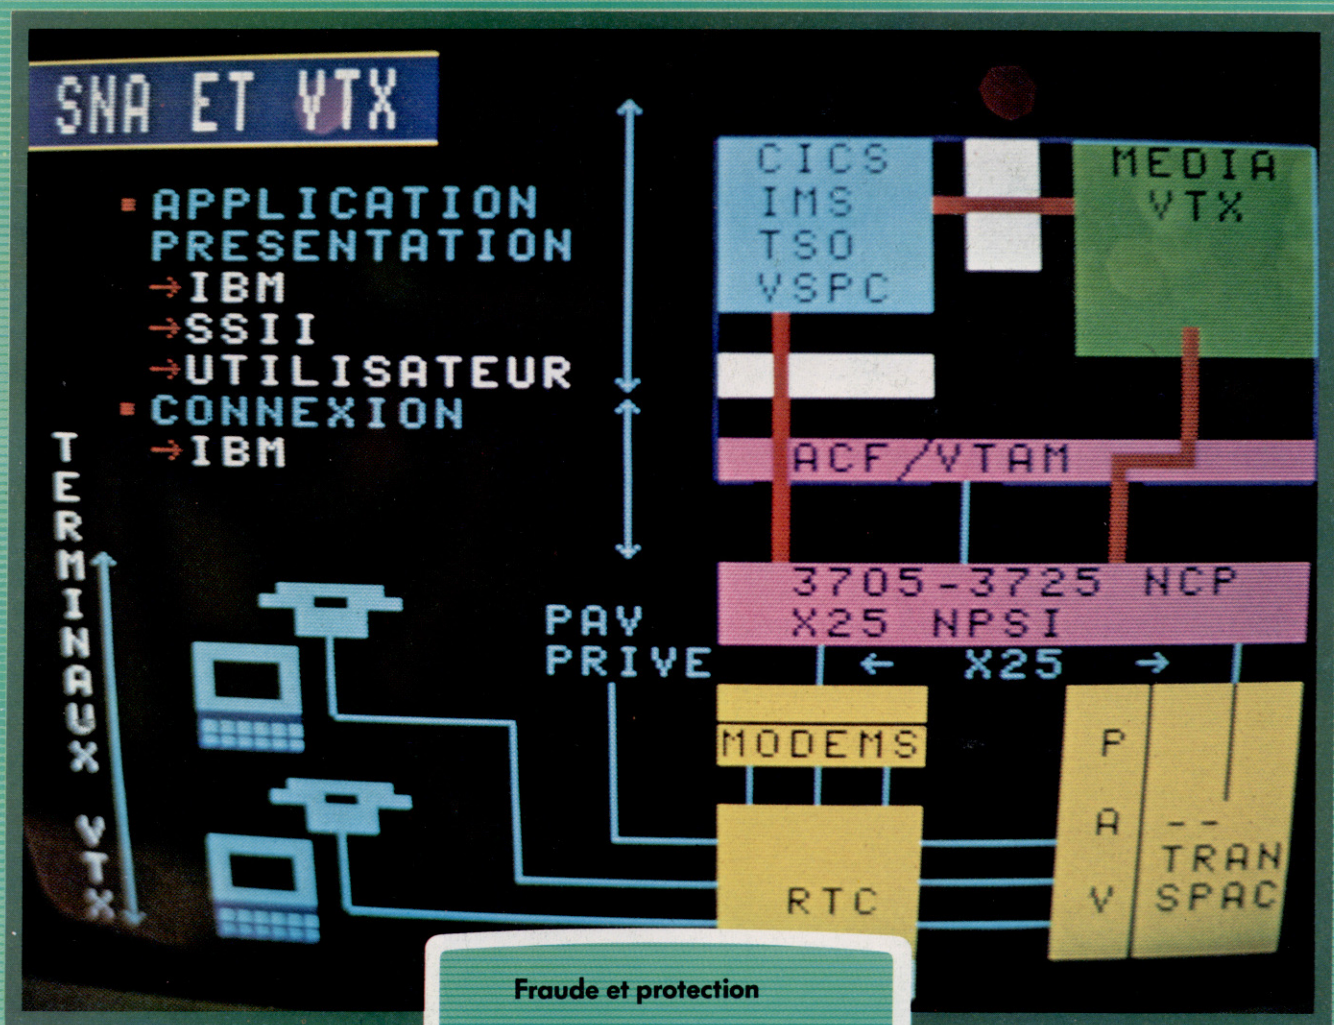 SNA ET VTX
▪ APPLICATION
PRESENTATION
→IBM
→SSII
→UTILISATEUR
▪ CONNEXION
→IBM
TERMINAUX VTX
CICS
IMS
TSO
VSPC
MEDIA
VTX
ACF/VTAM
3705-3725 NCP
X25 NPSI
PAV
PRIVE
← X25 →
MODEMS
RTC
PAV
--
TRAN
SPAC
Fraude et protection